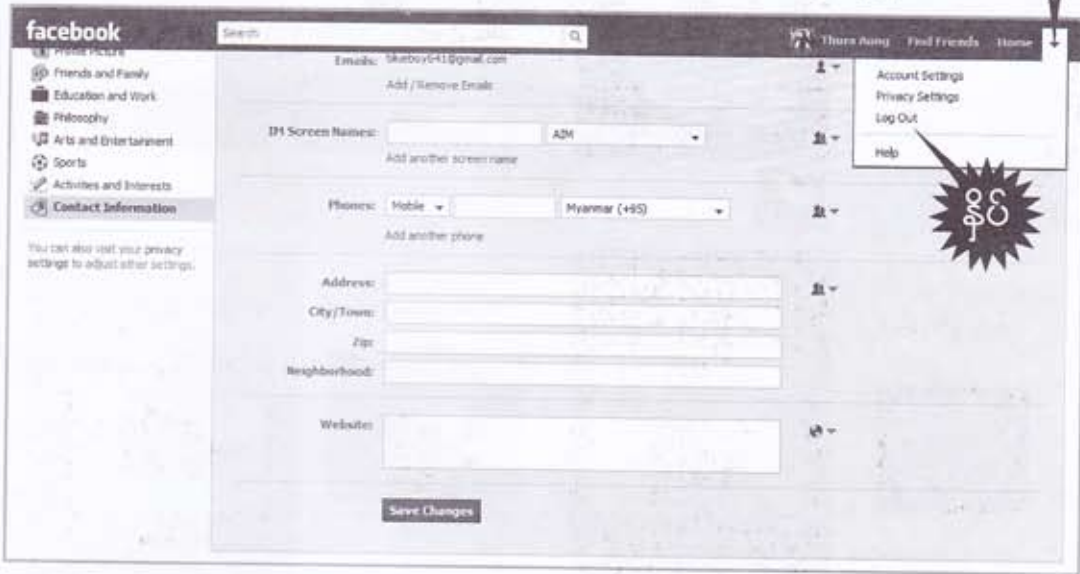 facebook
Search
Thura Aung Find Friends Home
Profile Picture
Friends and Family
Education and Work
Philosophy
Arts and Entertainment
Sports
Activities and Interests
Contact Information
You can also visit your privacy
settings to adjust other settings.
Emails:
Add / Remove Emails
IM Screen Names: AIM
Add another screen name
Phones: Mobile Myanmar (+95)
Add another phone
Address:
City/Town:
Zip:
Neighborhood:
Website:
Save Changes
Account Settings
Privacy Settings
Log Out
Help
နှိပ်